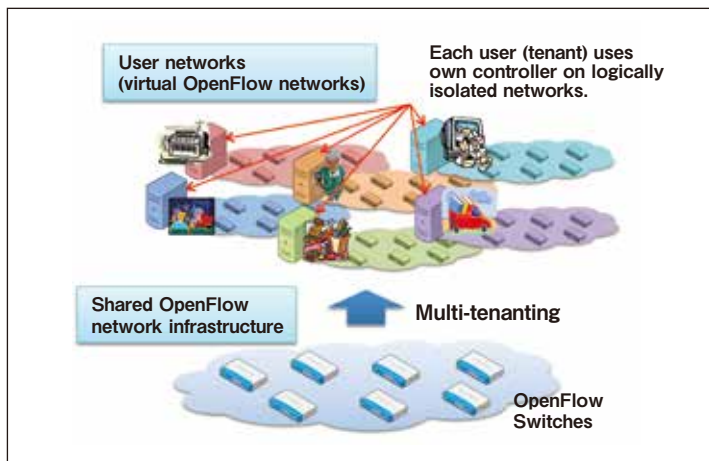 User networks
(virtual OpenFlow networks)
Each user (tenant) uses
own controller on logically
isolated networks.
Shared OpenFlow
network infrastructure
Multi-tenanting
OpenFlow
Switches